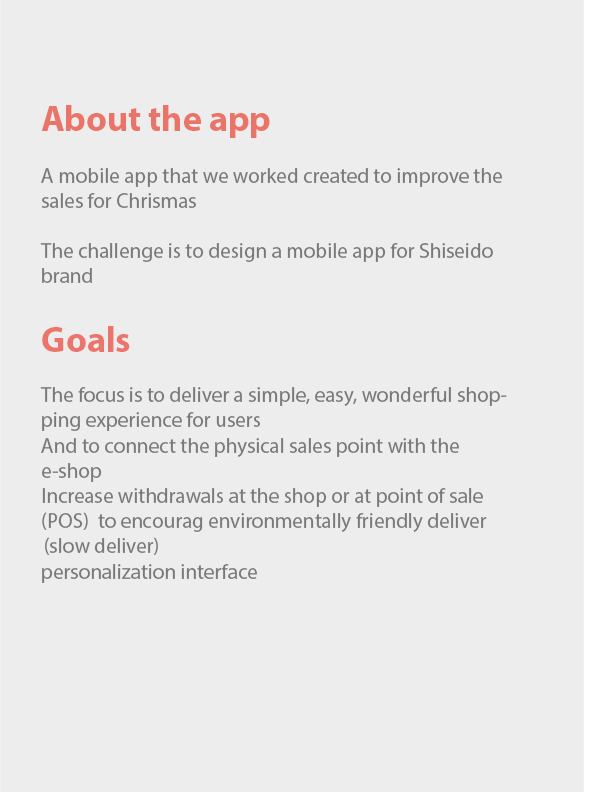 About the app
A mobile app that we worked created to improve the
sales for Chrismas
The challenge is to design a mobile app for Shiseido
brand
Goals
The focus is to deliver a simple, easy, wonderful shop-
ping experience for users
And to connect the physical sales point with the
e-shop
Increase withdrawals at the shop or at point of sale
(POS)  to encourag environmentally friendly deliver
(slow deliver)
personalization interface